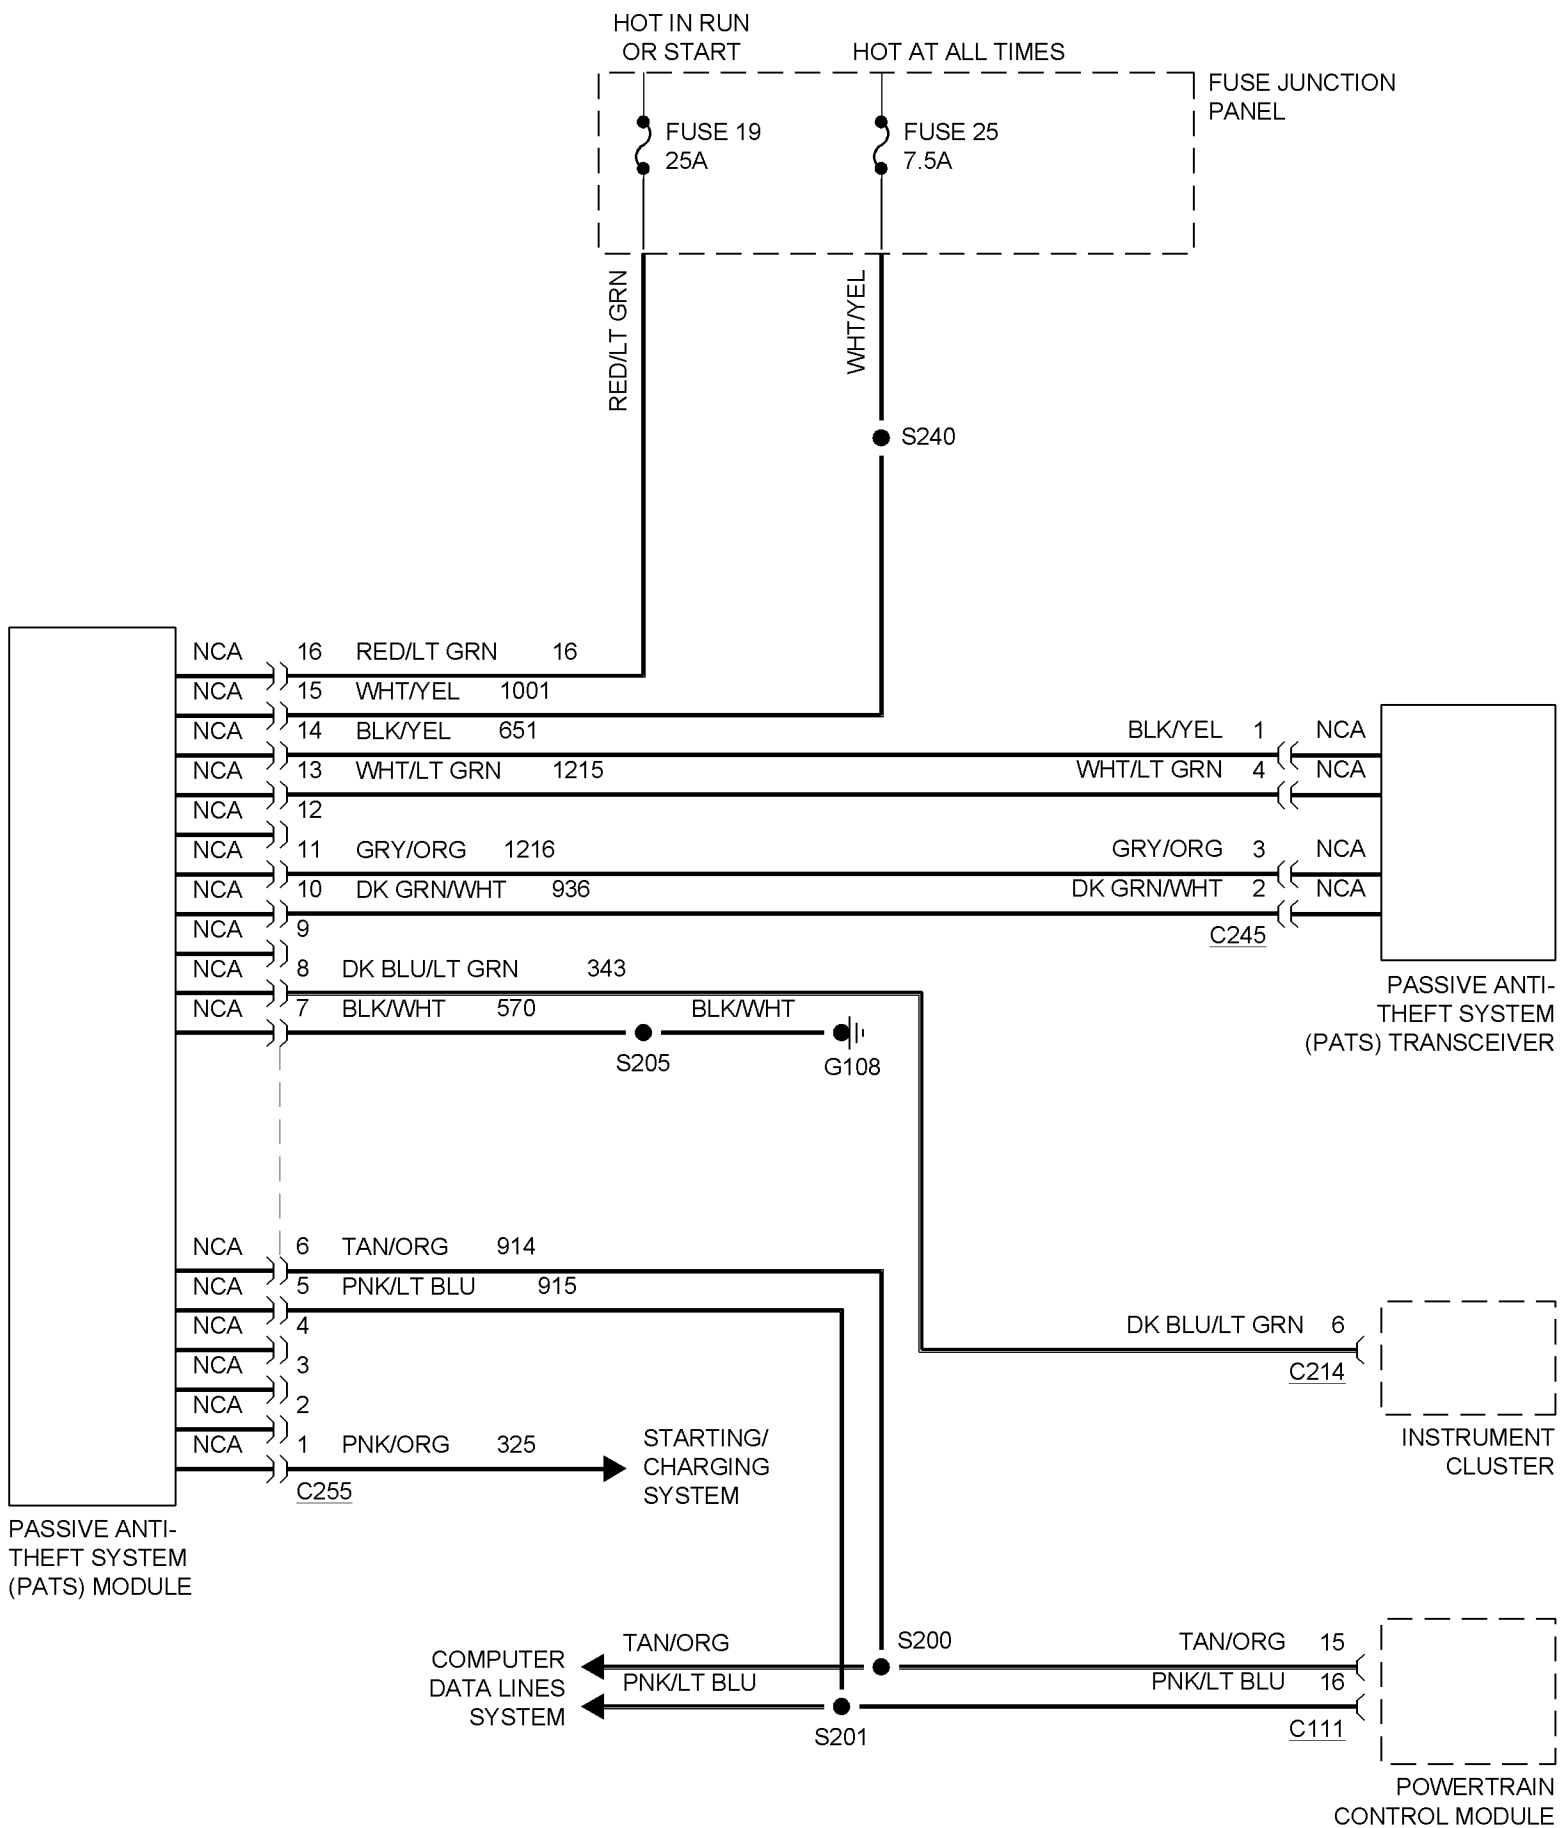 HOT IN RUN
OR START
HOT AT ALL TIMES
FUSE JUNCTION
PANEL
FUSE 19
25A
FUSE 25
7.5A
RED/LT GRN
WHT/YEL
S240
NCA 16 RED/LT GRN 16
NCA 15 WHT/YEL 1001
NCA 14 BLK/YEL 651 BLK/YEL 1 NCA
NCA 13 WHT/LT GRN 1215 WHT/LT GRN 4 NCA
NCA 12
NCA 11 GRY/ORG 1216 GRY/ORG 3 NCA
NCA 10 DK GRN/WHT 936 DK GRN/WHT 2 NCA
NCA 9
C245
NCA 8 DK BLU/LT GRN 343
NCA 7 BLK/WHT 570 BLK/WHT
S205
G108
PASSIVE ANTI-
THEFT SYSTEM
(PATS) TRANSCEIVER
NCA 6 TAN/ORG 914
NCA 5 PNK/LT BLU 915
NCA 4
NCA 3
NCA 2
NCA 1 PNK/ORG 325
C255
STARTING/
CHARGING
SYSTEM
DK BLU/LT GRN 6
C214
INSTRUMENT
CLUSTER
PASSIVE ANTI-
THEFT SYSTEM
(PATS) MODULE
COMPUTER
DATA LINES
SYSTEM
TAN/ORG S200 TAN/ORG 15
PNK/LT BLU PNK/LT BLU 16
S201
C111
POWERTRAIN
CONTROL MODULE